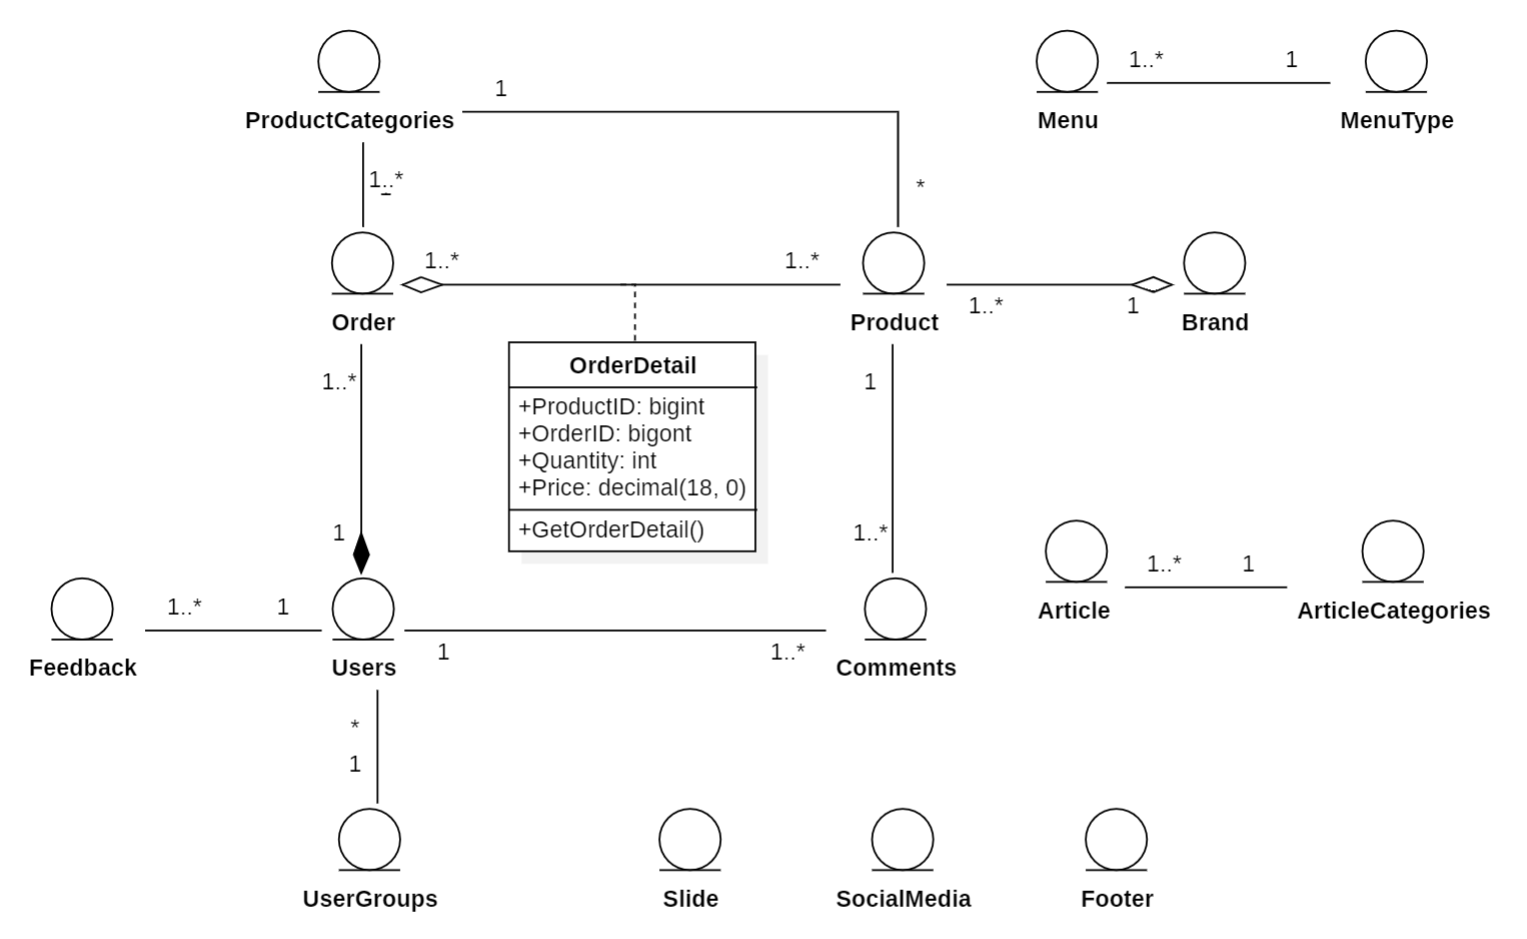 ProductCategories
1
Menu
1..*
1
MenuType
1..*
*
Order
1..*
1..*
Product
1..*
1
Brand
OrderDetail
+ProductID: bigint
+OrderID: bigont
+Quantity: int
+Price: decimal(18, 0)
+GetOrderDetail()
1..*
1
1
1..*
Article
1..*
1
ArticleCategories
Feedback
1..*
1
Users
1
1..*
Comments
*
1
UserGroups
Slide
SocialMedia
Footer